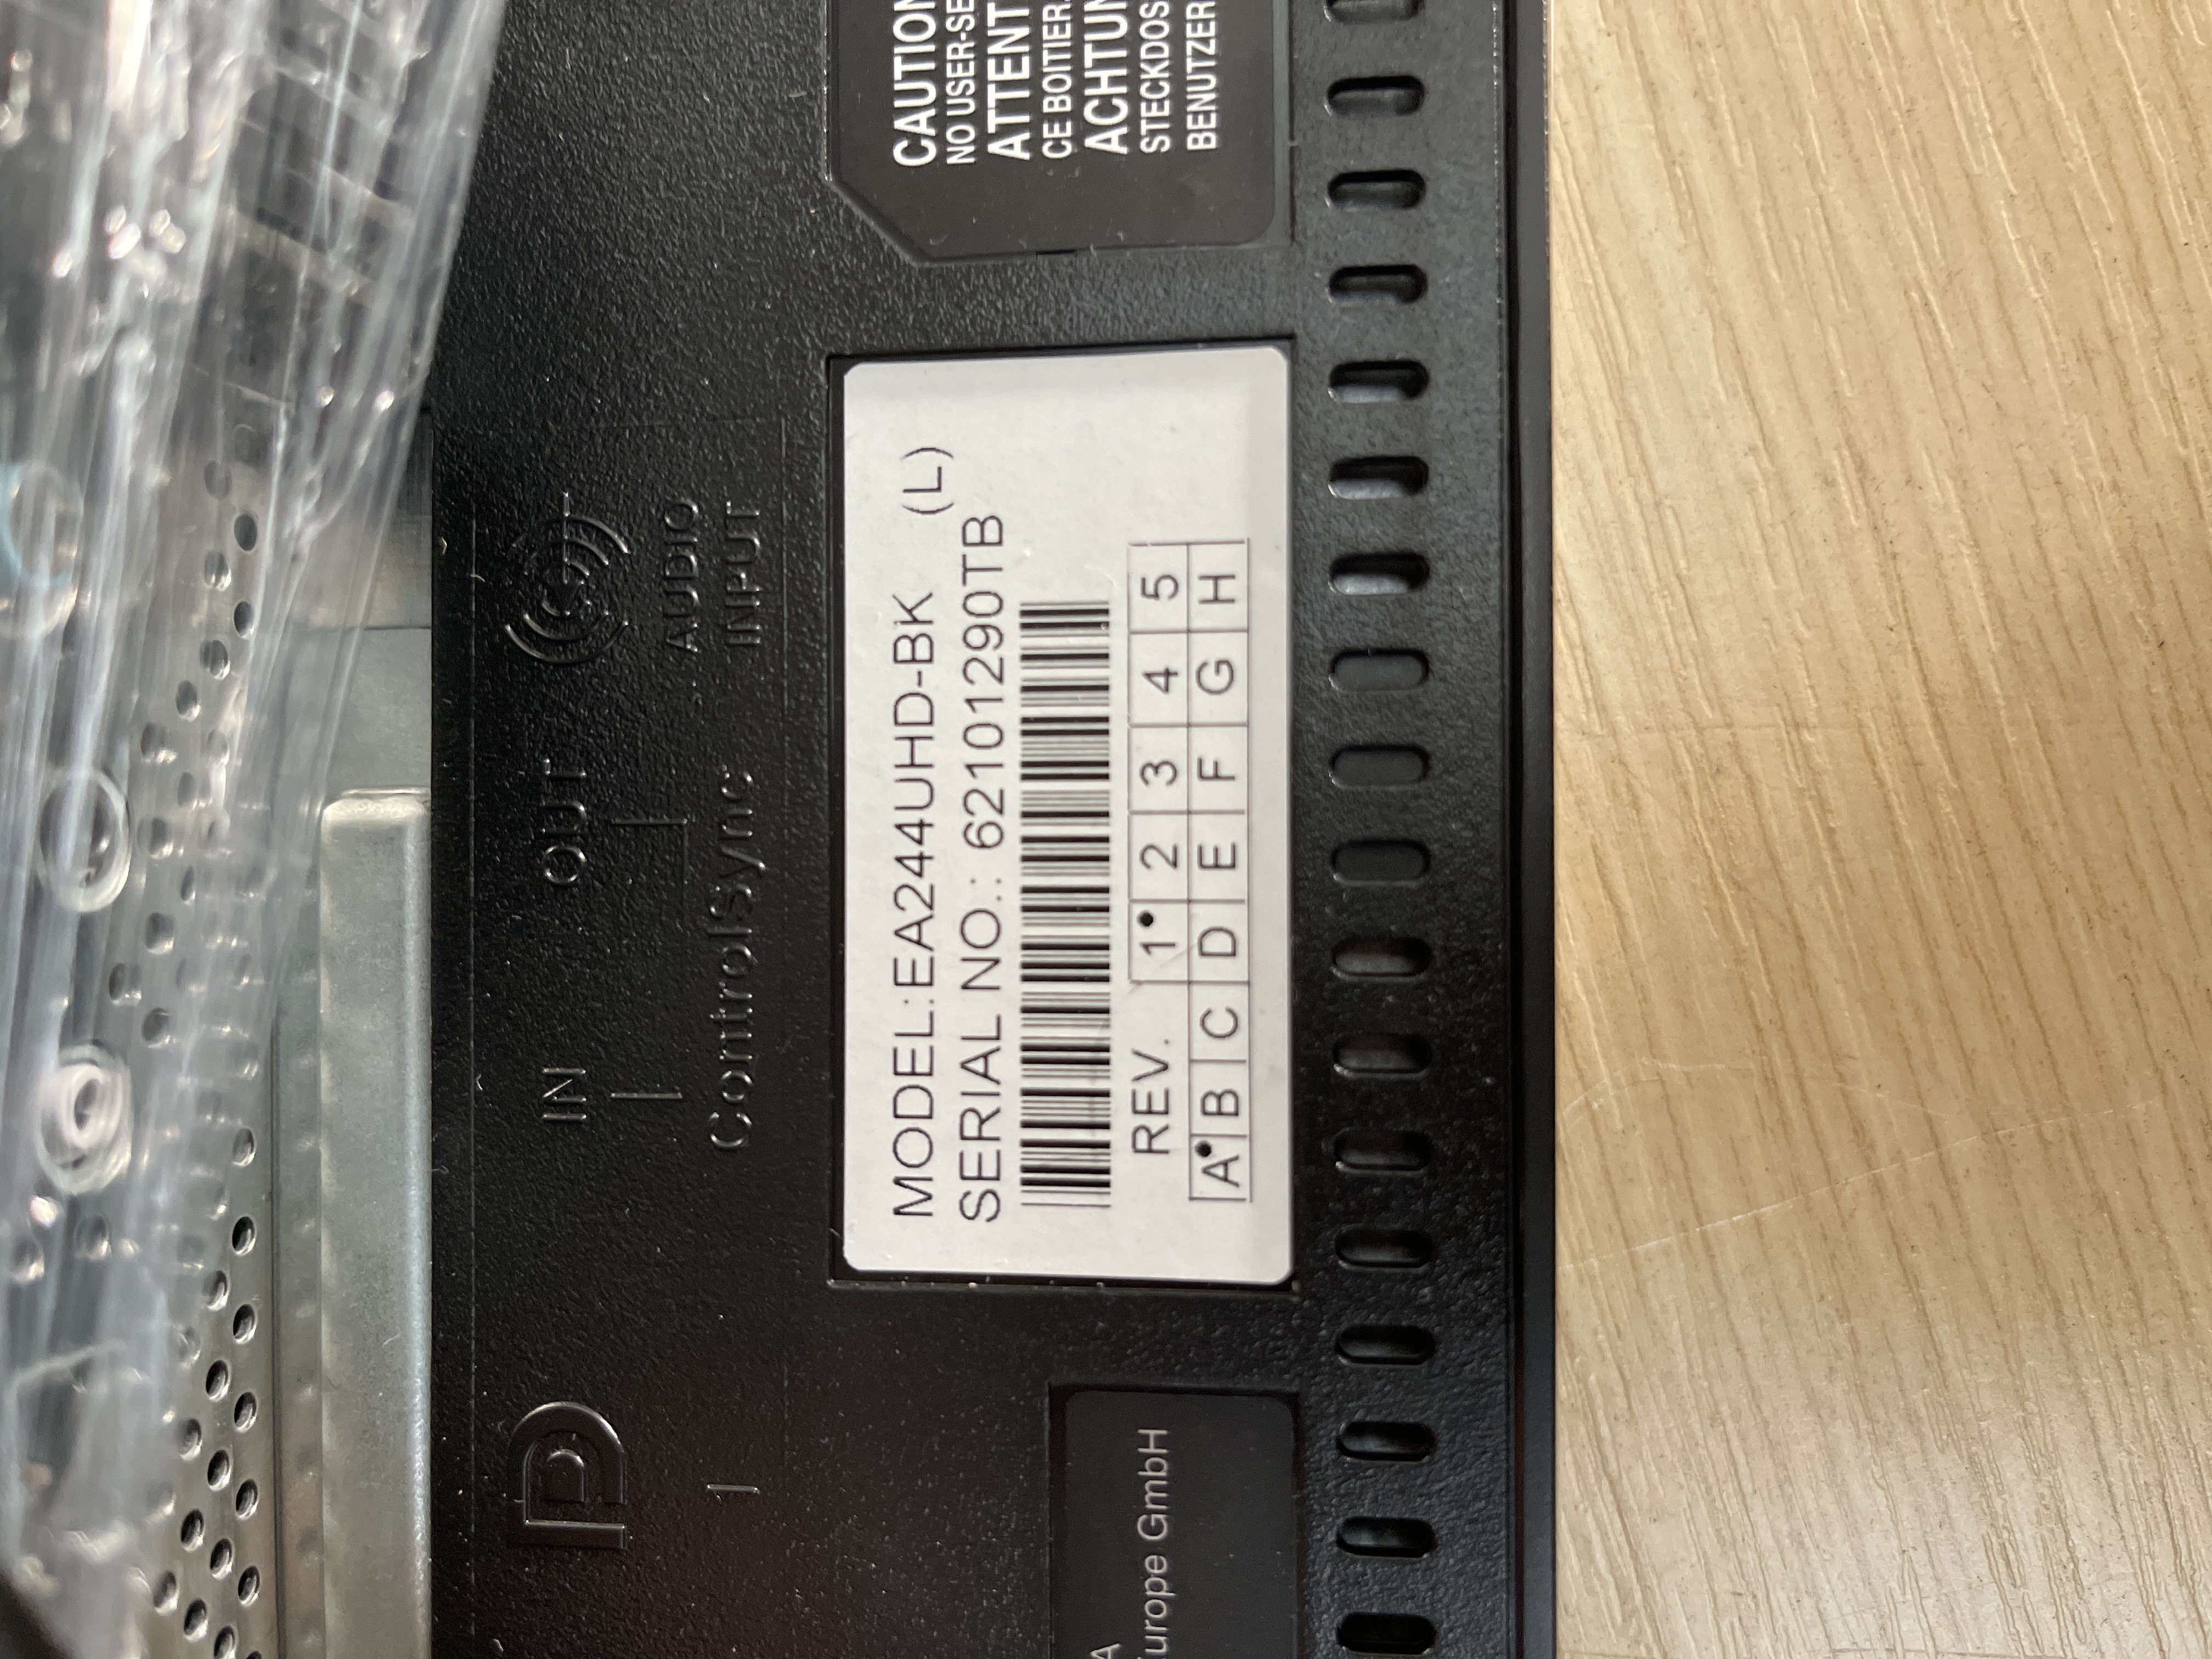 MODEL:EA244UHD-BK (L)
SERIAL NO.: 62101290TB
REV. 1 2 3 4 5
A B C D E F G H
IN OUT
ControlSync
AUDIO
INPUT
CAUTION
NO USER-SE
ATTENT
CE BOITIER
ACHTUN
STECKDOS
BENUTZER
A
Europe GmbH